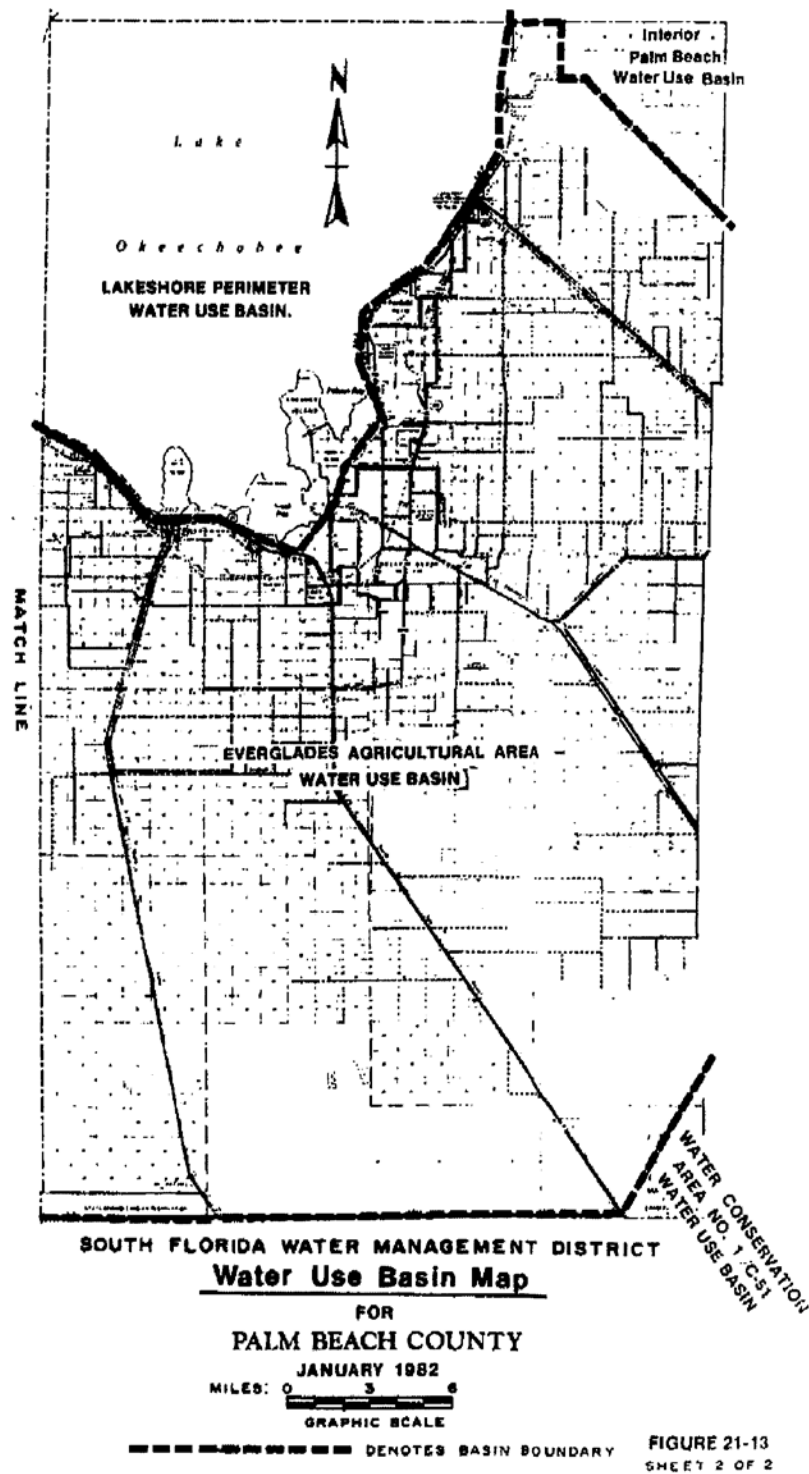 Interior
Palm Beach
Water Use Basin
N
Lake
Okeechobee
LAKESHORE PERIMETER
WATER USE BASIN.
MATCH LINE
EVERGLADES AGRICULTURAL AREA
WATER USE BASIN
WATER CONSERVATION
AREA NO. 1 /C-51
WATER USE BASIN
SOUTH FLORIDA WATER MANAGEMENT DISTRICT
Water Use Basin Map
FOR
PALM BEACH COUNTY
JANUARY 1982
MILES: 0 3 6
GRAPHIC SCALE
DENOTES BASIN BOUNDARY
FIGURE 21-13
SHEET 2 OF 2